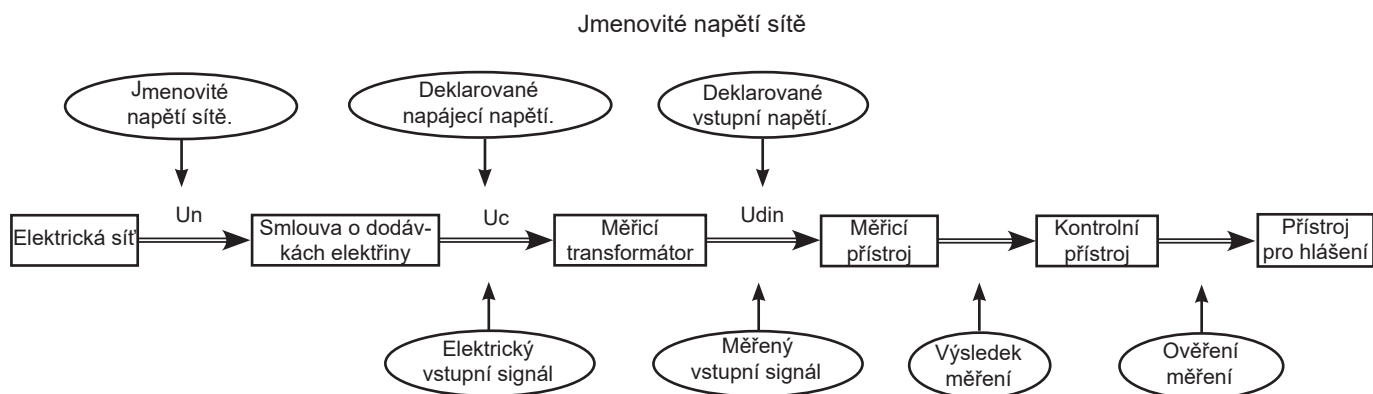 Jmenovité napětí sítě
Jmenovité
napětí sítě.
Deklarované
napájecí napětí.
Deklarované
vstupní napětí.
Elektrická síť
Un
Smlouva o dodáv-
kách elektřiny
Uc
Měřicí
transformátor
Udin
Měřicí
přístroj
Kontrolní
přístroj
Přístroj
pro hlášení
Elektrický
vstupní signál
Měřený
vstupní signál
Výsledek
měření
Ověření
měření